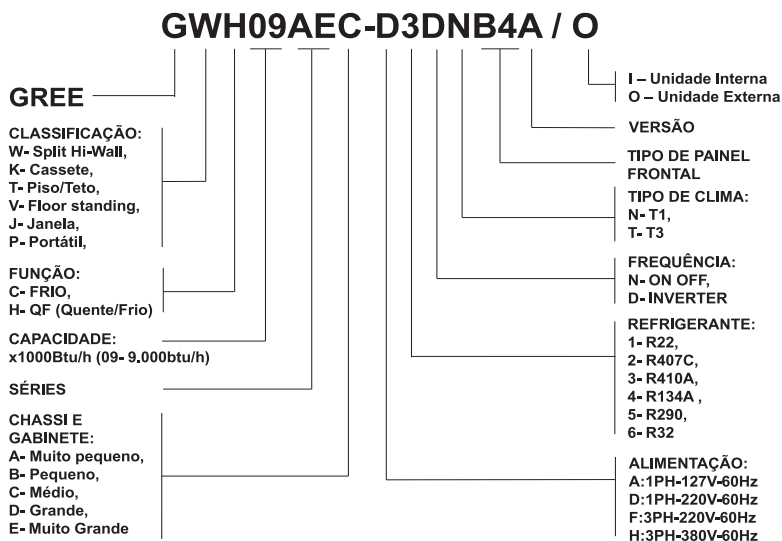 GWH09AEC-D3DNB4A / O
GREE
CLASSIFICAÇÃO:
W- Split Hi-Wall,
K- Cassete,
T- Piso/Teto,
V- Floor standing,
J- Janela,
P- Portátil,
FUNÇÃO:
C- FRIO,
H- QF (Quente/Frio)
CAPACIDADE:
x1000Btu/h (09- 9.000btu/h)
SÉRIES
CHASSI E
GABINETE:
A- Muito pequeno,
B- Pequeno,
C- Médio,
D- Grande,
E- Muito Grande
I – Unidade Interna
O – Unidade Externa
VERSÃO
TIPO DE PAINEL
FRONTAL
TIPO DE CLIMA:
N- T1,
T- T3
FREQUÊNCIA:
N- ON OFF,
D- INVERTER
REFRIGERANTE:
1- R22,
2- R407C,
3- R410A,
4- R134A ,
5- R290,
6- R32
ALIMENTAÇÃO:
A:1PH-127V-60Hz
D:1PH-220V-60Hz
F:3PH-220V-60Hz
H:3PH-380V-60Hz